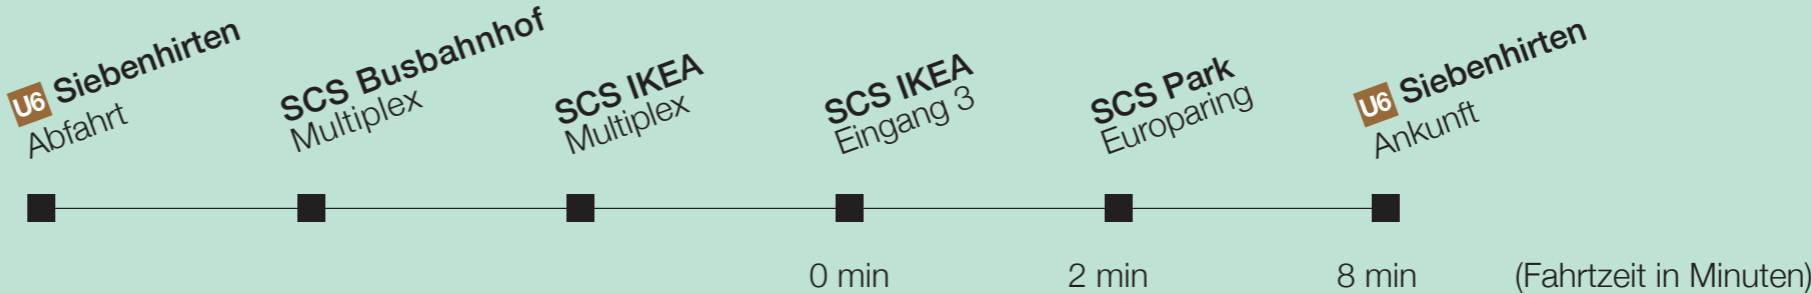 U6 Siebenhirten
Abfahrt
SCS Busbahnhof
Multiplex
SCS IKEA
Multiplex
SCS IKEA
Eingang 3
SCS Park
Europaring
U6 Siebenhirten
Ankunft
0 min
2 min
8 min
(Fahrtzeit in Minuten)